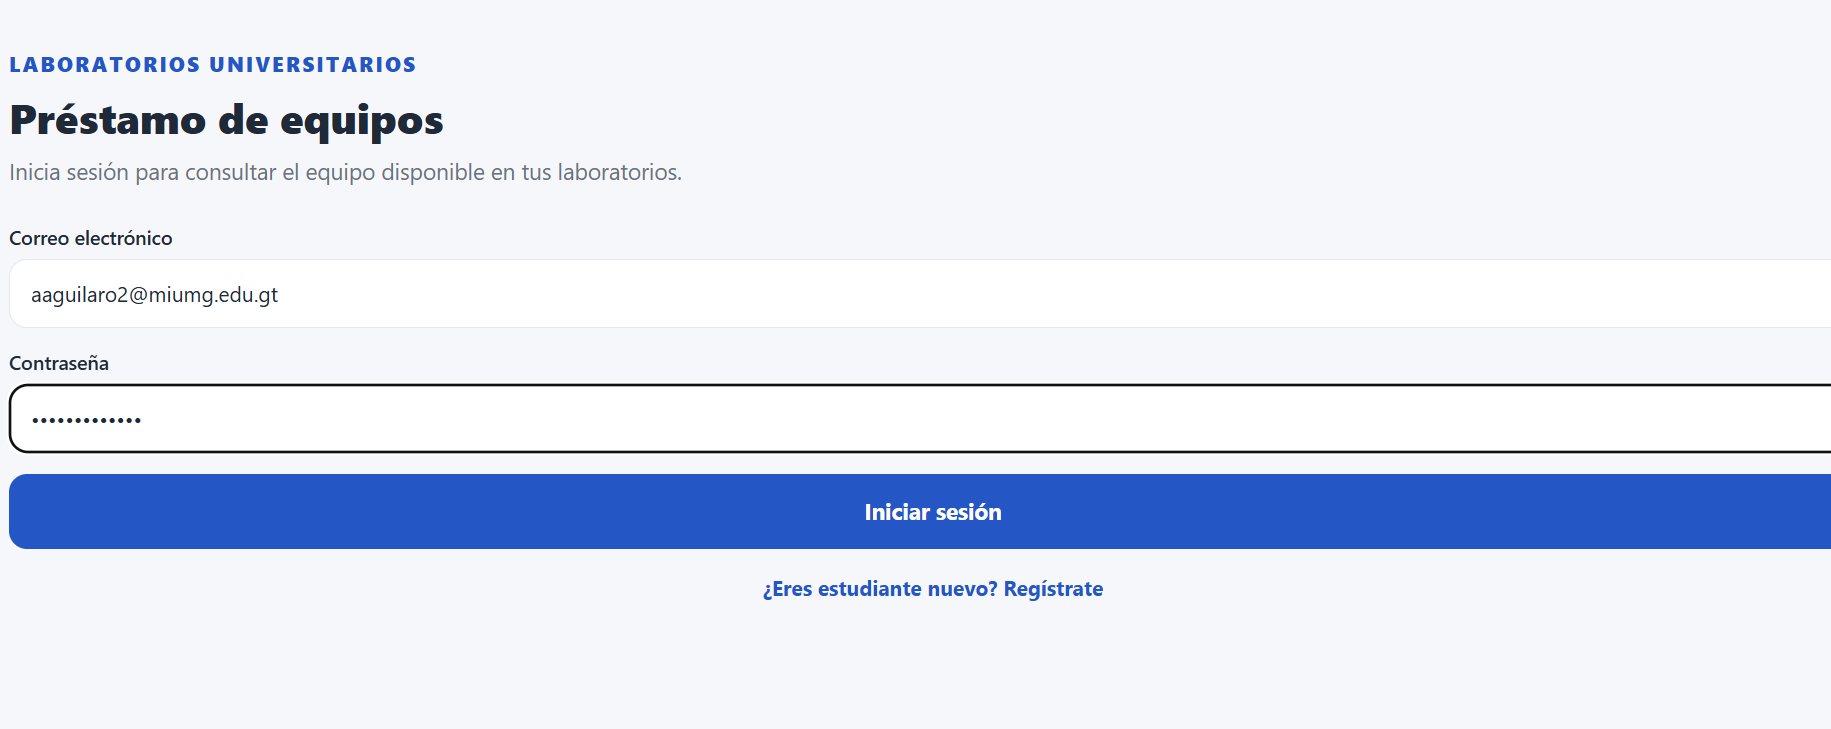 LABORATORIOS UNIVERSITARIOS
Préstamo de equipos
Inicia sesión para consultar el equipo disponible en tus laboratorios.
Correo electrónico
aaguilaro2@miumg.edu.gt
Contraseña
•••••••••••••
Iniciar sesión
¿Eres estudiante nuevo? Regístrate